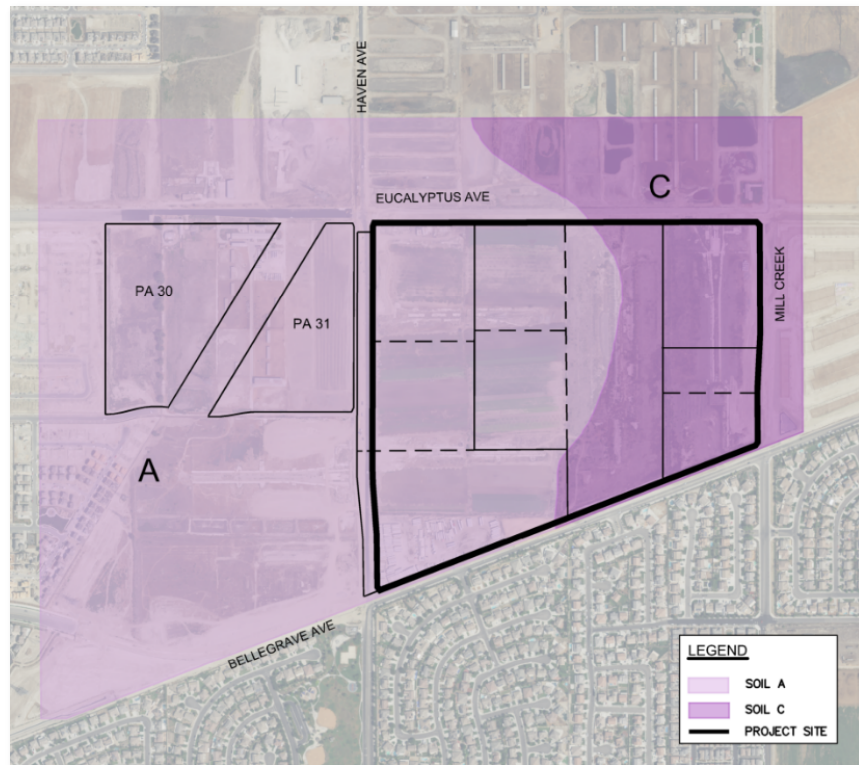 HAVEN AVE
C
EUCALYPTUS AVE
PA 30
PA 31
MILL CREEK
A
BELLEGRAVE AVE
LEGEND
SOIL A
SOIL C
PROJECT SITE